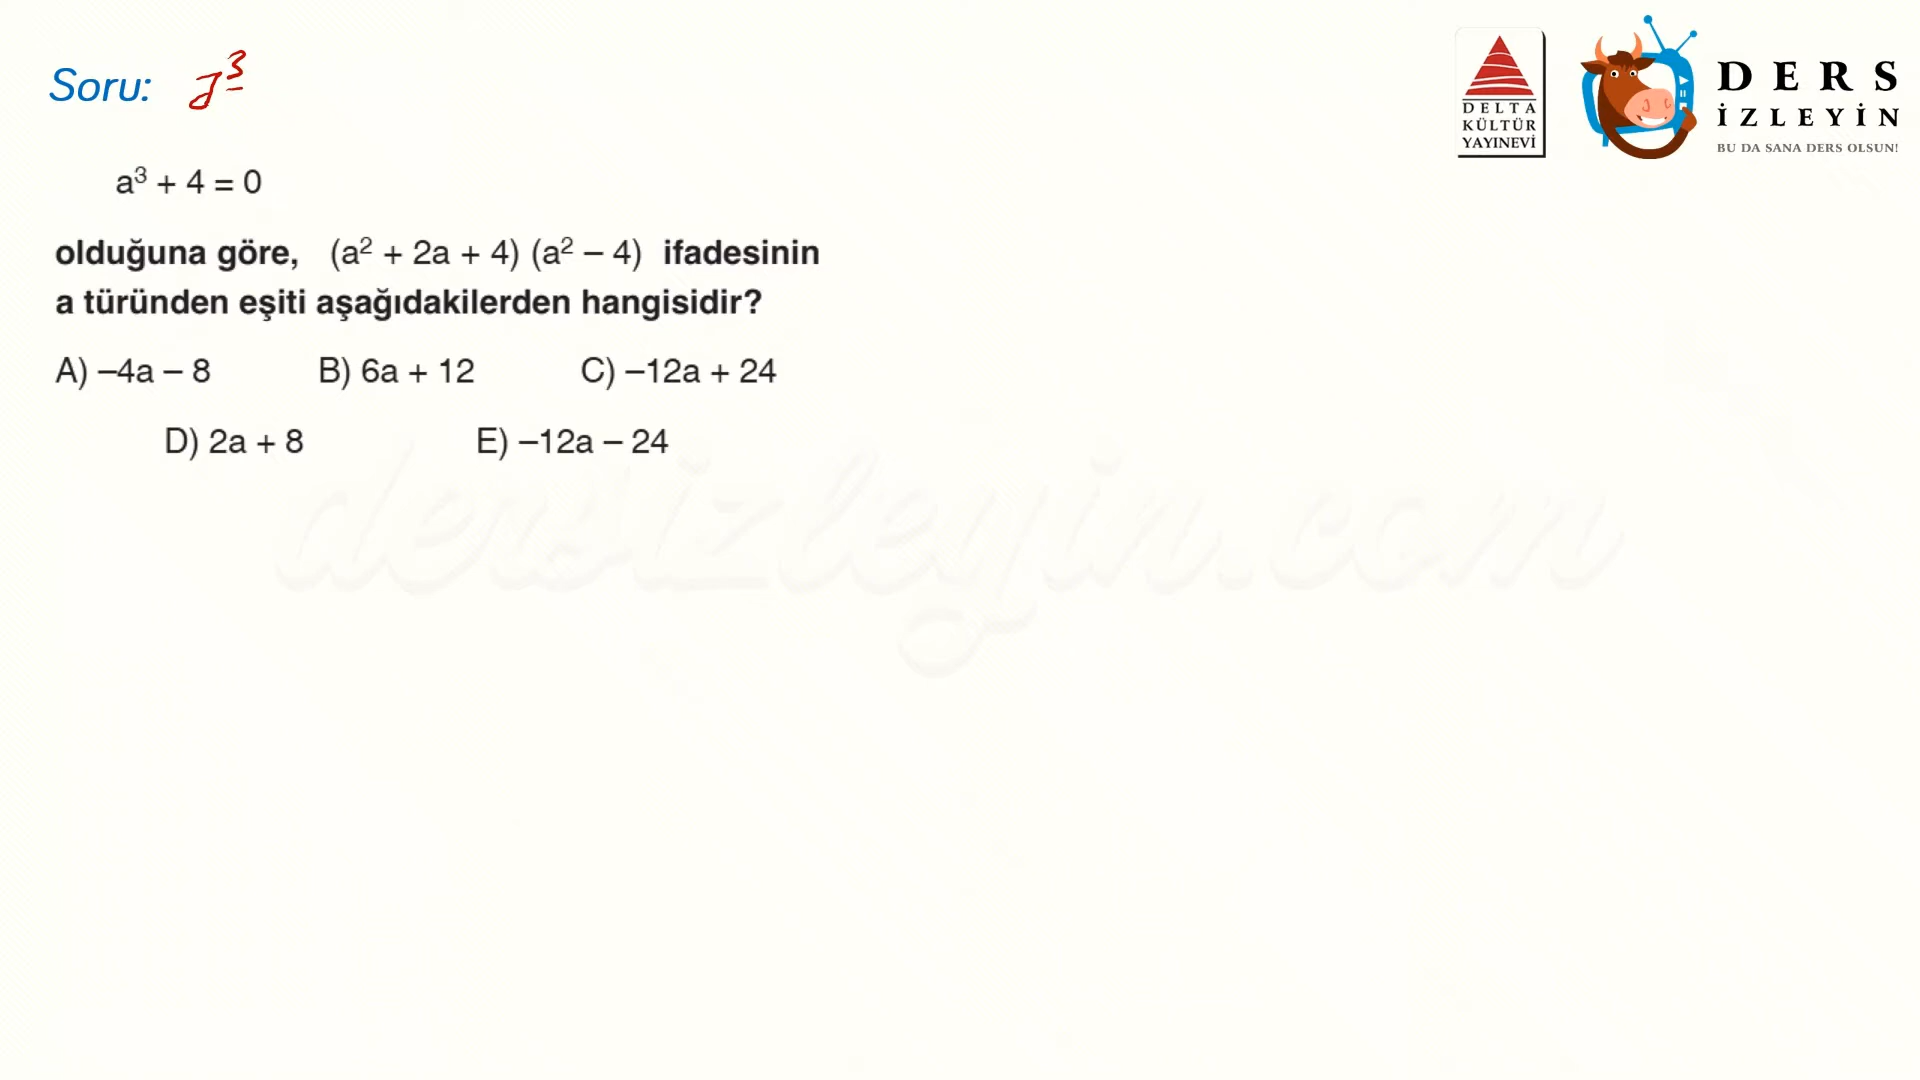 Soru:
a³ + 4 = 0
olduğuna göre, (a² + 2a + 4) (a² – 4) ifadesinin
a türünden eşiti aşağıdakilerden hangisidir?
A) –4a – 8 B) 6a + 12 C) –12a + 24
D) 2a + 8 E) –12a – 24
DELTA
KÜLTÜR
YAYINEVİ
DERS
İZLEYİN
BU DA SANA DERS OLSUN!
dersizleyin.com